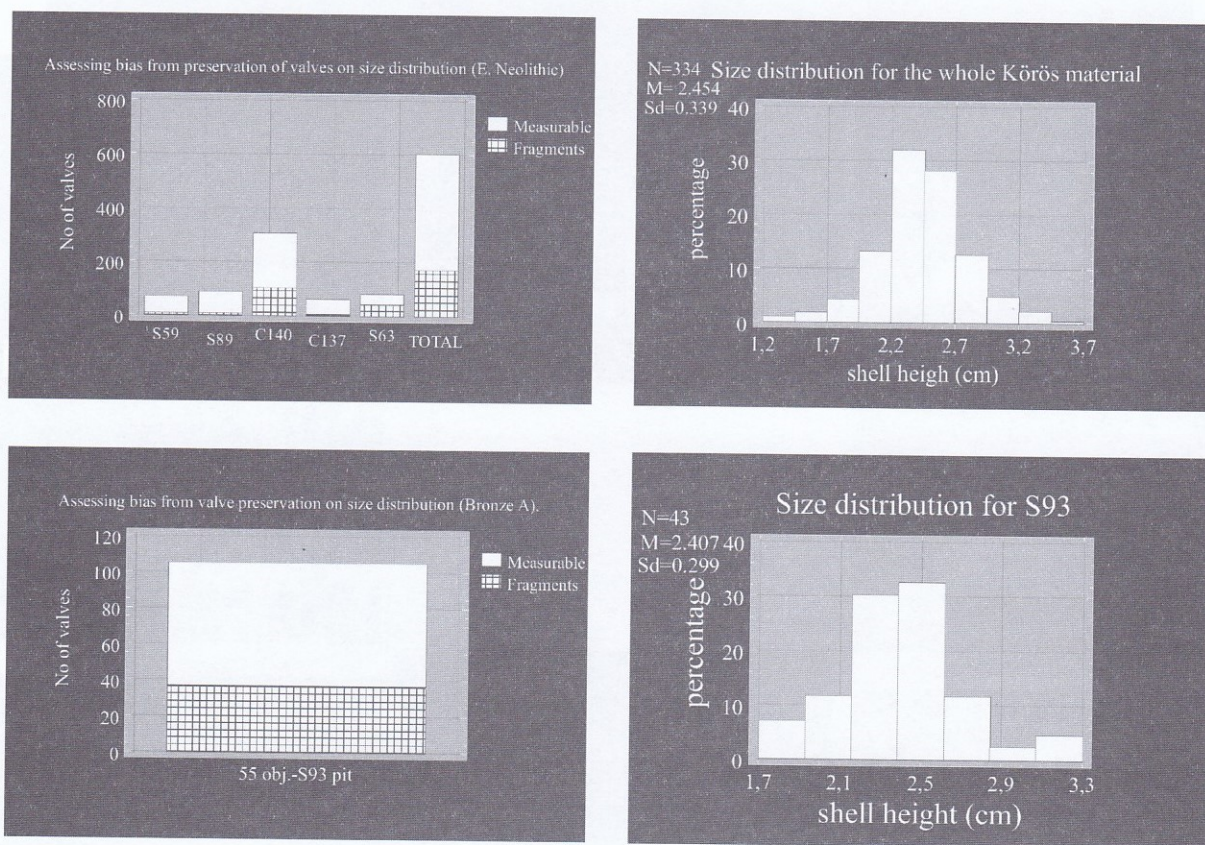 Assessing bias from preservation of valves on size distribution (E. Neolithic)
800
600
400
200
0
No of valves
Measurable
Fragments
S59
S89
C140
C137
S63
TOTAL
N=334 Size distribution for the whole Körös material
M= 2.454
Sd=0.339
40
30
20
10
0
percentage
1,2 1,7 2,2 2,7 3,2 3,7
shell heigh (cm)
Assessing bias from valve preservation on size distribution (Bronze A).
120
100
80
60
40
20
0
No of valves
Measurable
Fragments
55 obj.-S93 pit
Size distribution for S93
N=43
M=2.407
Sd=0.299
40
30
20
10
0
percentage
1,7 2,1 2,5 2,9 3,3
shell height (cm)